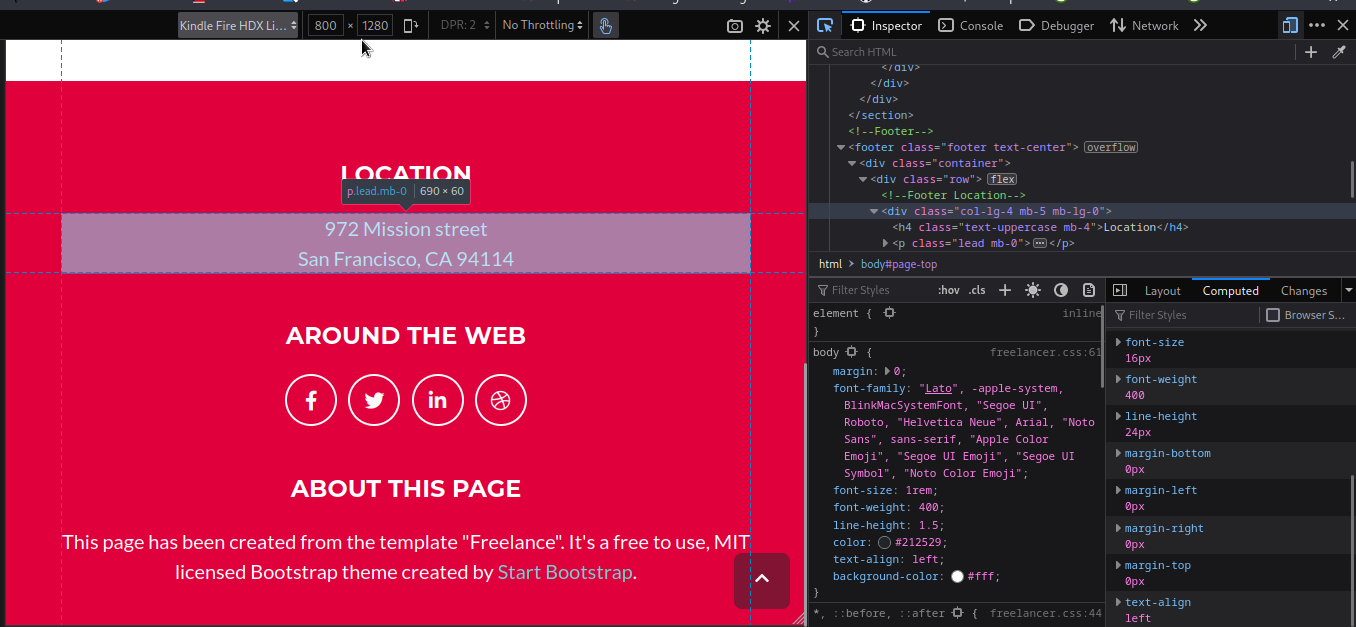 Kindle Fire HDX Li... 800 × 1280 DPR: 2 No Throttling
Inspector Console Debugger Network
Search HTML
</div>
</div>
</div>
</section>
<!--Footer-->
<footer class="footer text-center"> overflow
<div class="container">
<div class="row"> flex
<!--Footer Location-->
<div class="col-lg-4 mb-5 mb-lg-0">
<h4 class="text-uppercase mb-4">Location</h4>
<p class="lead mb-0"> ••• </p>
html > body#page-top
LOCATION
p.lead.mb-0 | 690 × 60
972 Mission street
San Francisco, CA 94114
AROUND THE WEB
ABOUT THIS PAGE
This page has been created from the template "Freelance". It's a free to use, MIT
licensed Bootstrap theme created by Start Bootstrap.
Filter Styles :hov .cls
element { inline
}
body { freelancer.css:61
margin: 0;
font-family: "Lato", -apple-system,
BlinkMacSystemFont, "Segoe UI",
Roboto, "Helvetica Neue", Arial, "Noto
Sans", sans-serif, "Apple Color
Emoji", "Segoe UI Emoji", "Segoe UI
Symbol", "Noto Color Emoji";
font-size: 1rem;
font-weight: 400;
line-height: 1.5;
color: #212529;
text-align: left;
background-color: #fff;
}
*, ::before, ::after { freelancer.css:44
Layout Computed Changes
Filter Styles Browser S...
font-size
16px
font-weight
400
line-height
24px
margin-bottom
0px
margin-left
0px
margin-right
0px
margin-top
0px
text-align
left